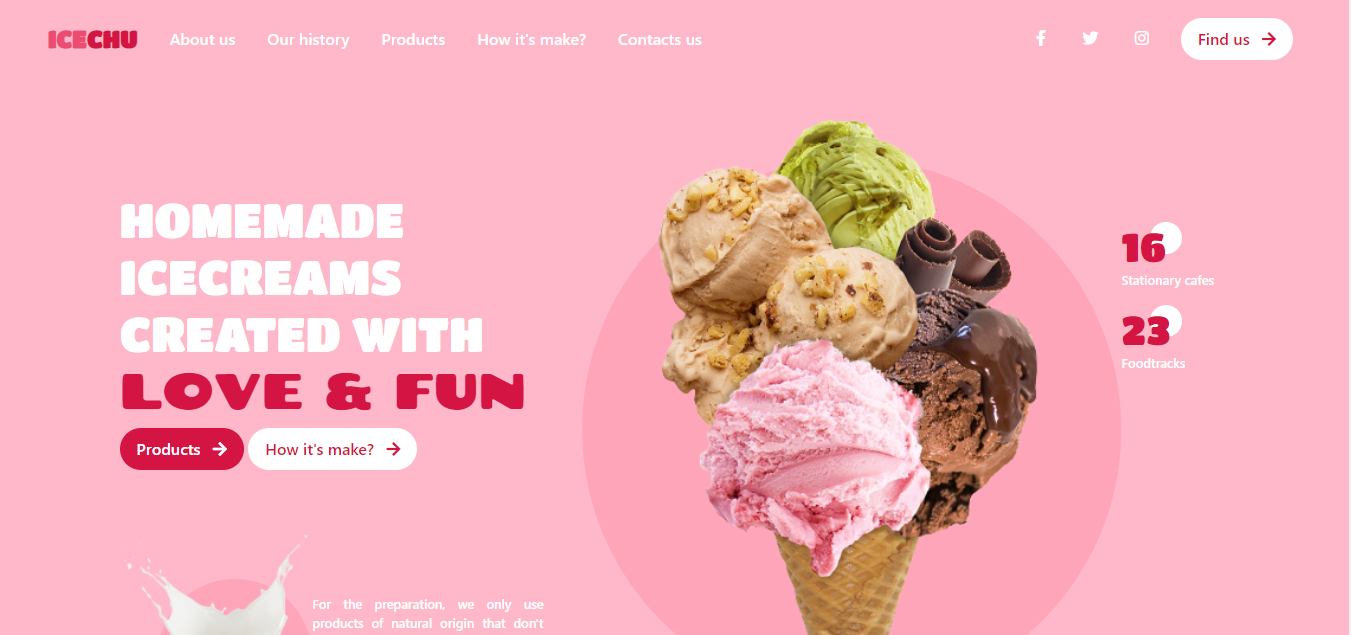 ICECHU
About us
Our history
Products
How it's make?
Contacts us
Find us
HOMEMADE
ICECREAMS
CREATED WITH
LOVE & FUN
Products
How it's make?
16
Stationary cafes
23
Foodtracks
For the preparation, we only use
products of natural origin that don't